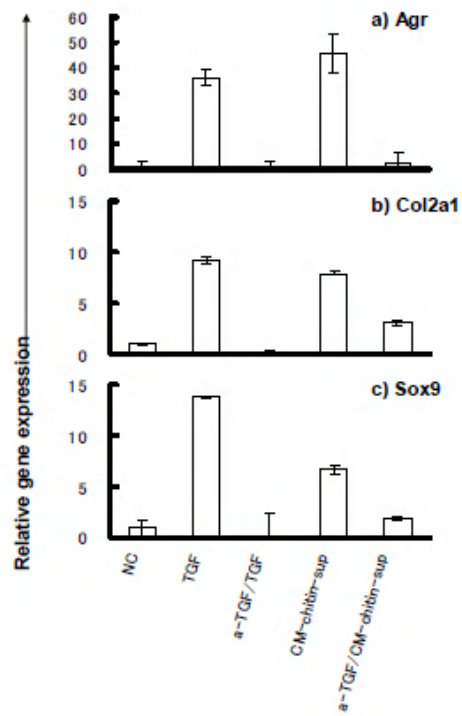 a) Agr
60
50
40
30
20
10
0
b) Col2a1
15
10
5
0
c) Sox9
15
10
5
0
Relative gene expression
NC
TGF
a-TGF/TGF
CM-chitin-sup
a-TGF/CM-chitin-sup